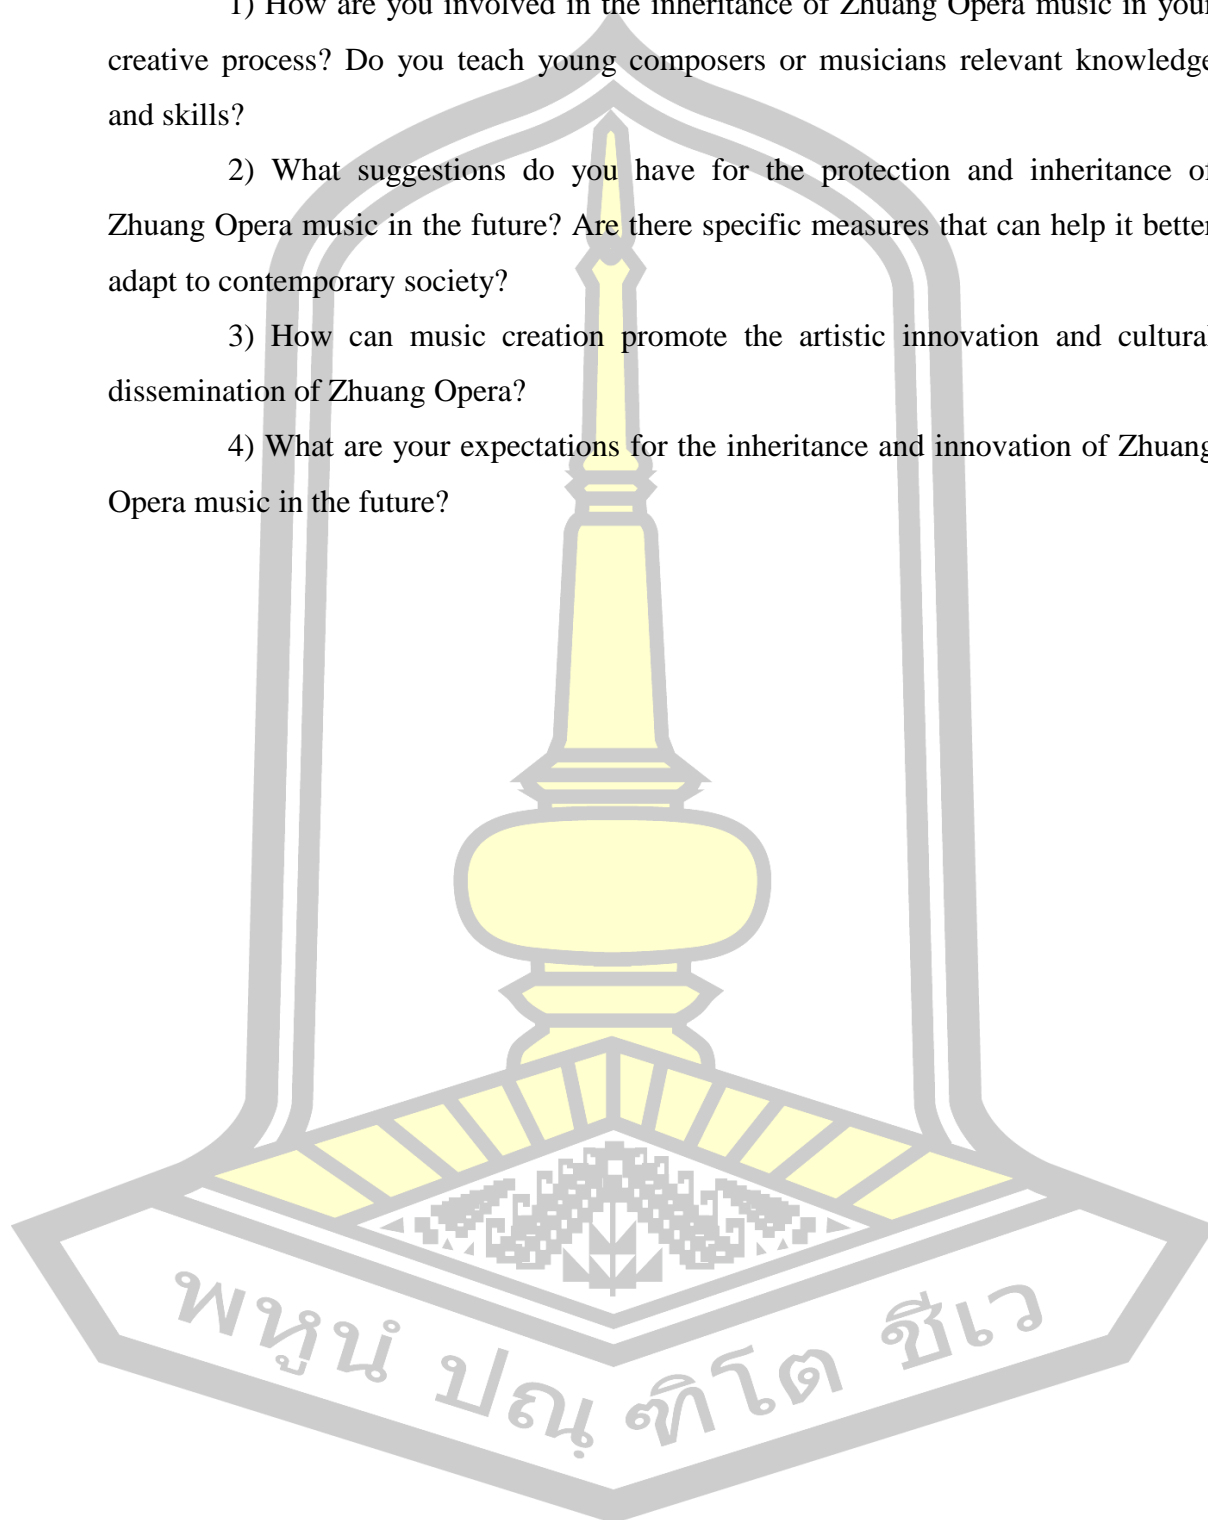 1) How are you involved in the inheritance of Zhuang Opera music in your
creative process? Do you teach young composers or musicians relevant knowledge
and skills?
2) What suggestions do you have for the protection and inheritance of
Zhuang Opera music in the future? Are there specific measures that can help it better
adapt to contemporary society?
3) How can music creation promote the artistic innovation and cultural
dissemination of Zhuang Opera?
4) What are your expectations for the inheritance and innovation of Zhuang
Opera music in the future?
พหูนํ ปณฺฑิโต ชีเว